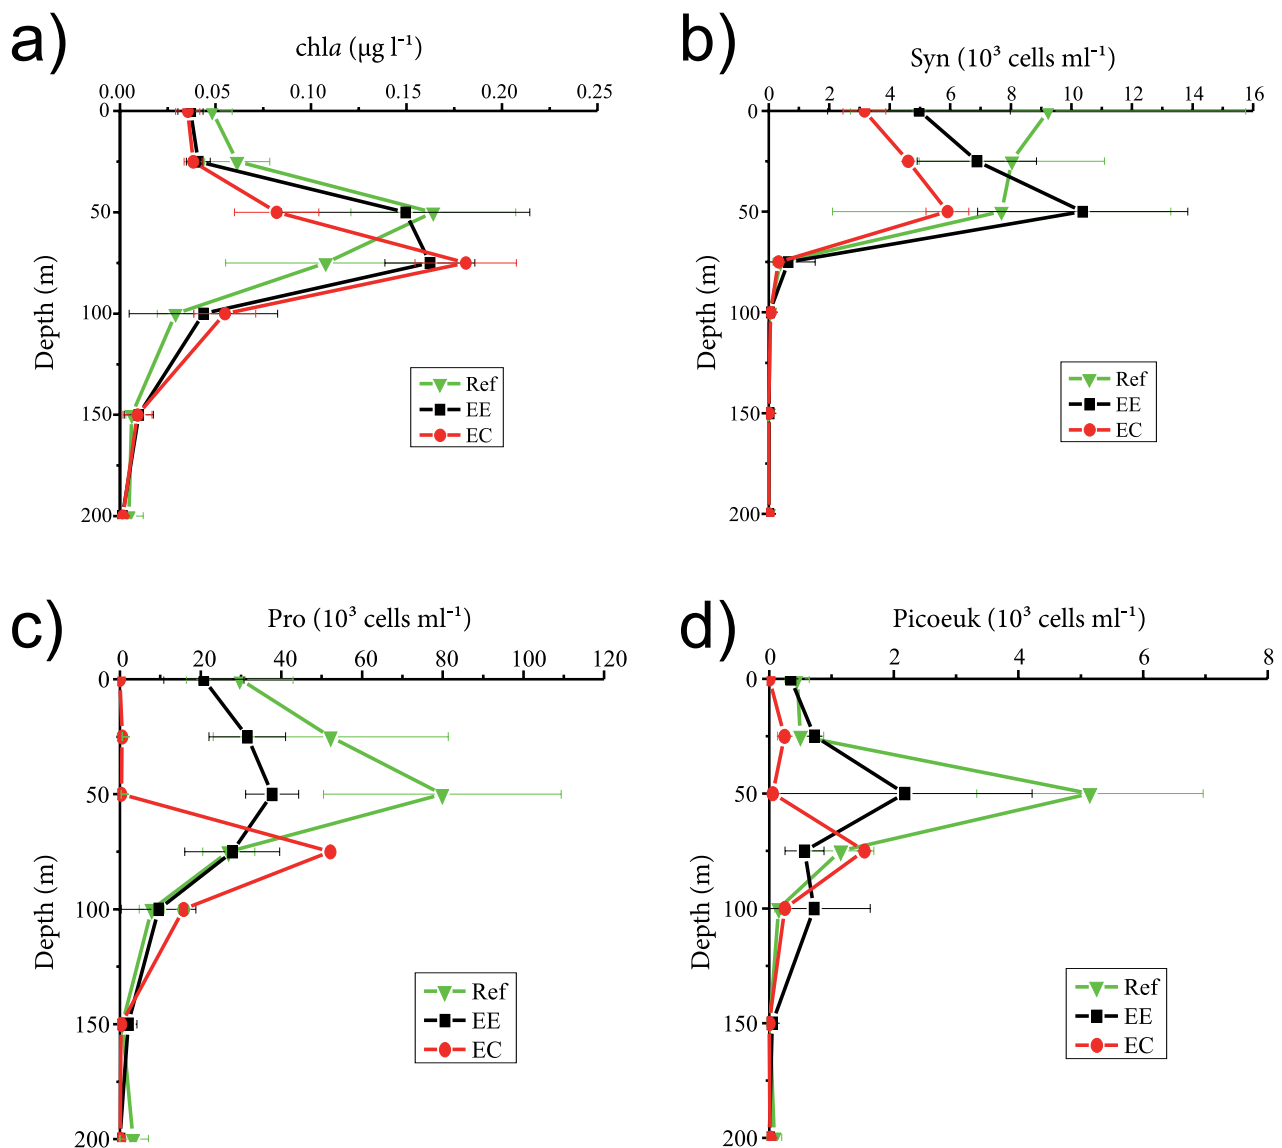 a)
chla (μg l⁻¹)
0.00 0.05 0.10 0.15 0.20 0.25
0
50
100
150
200
Depth (m)
Ref
EE
EC
b)
Syn (10³ cells ml⁻¹)
0 2 4 6 8 10 12 14 16
0
50
100
150
200
Depth (m)
Ref
EE
EC
c)
Pro (10³ cells ml⁻¹)
0 20 40 60 80 100 120
0
50
100
150
200
Depth (m)
Ref
EE
EC
d)
Picoeuk (10³ cells ml⁻¹)
0 2 4 6 8
0
50
100
150
200
Depth (m)
Ref
EE
EC